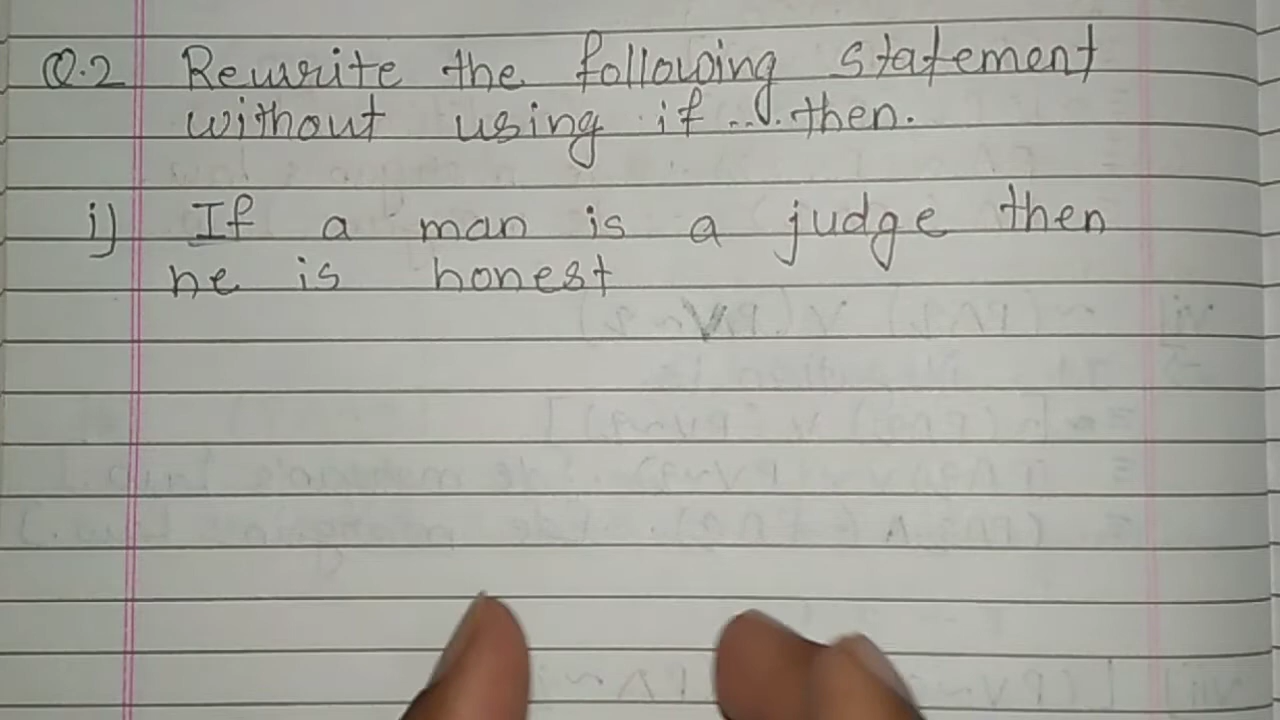 Q.2 Rewrite the following statement
without using if ... then.
i) If a man is a judge then
he is honest